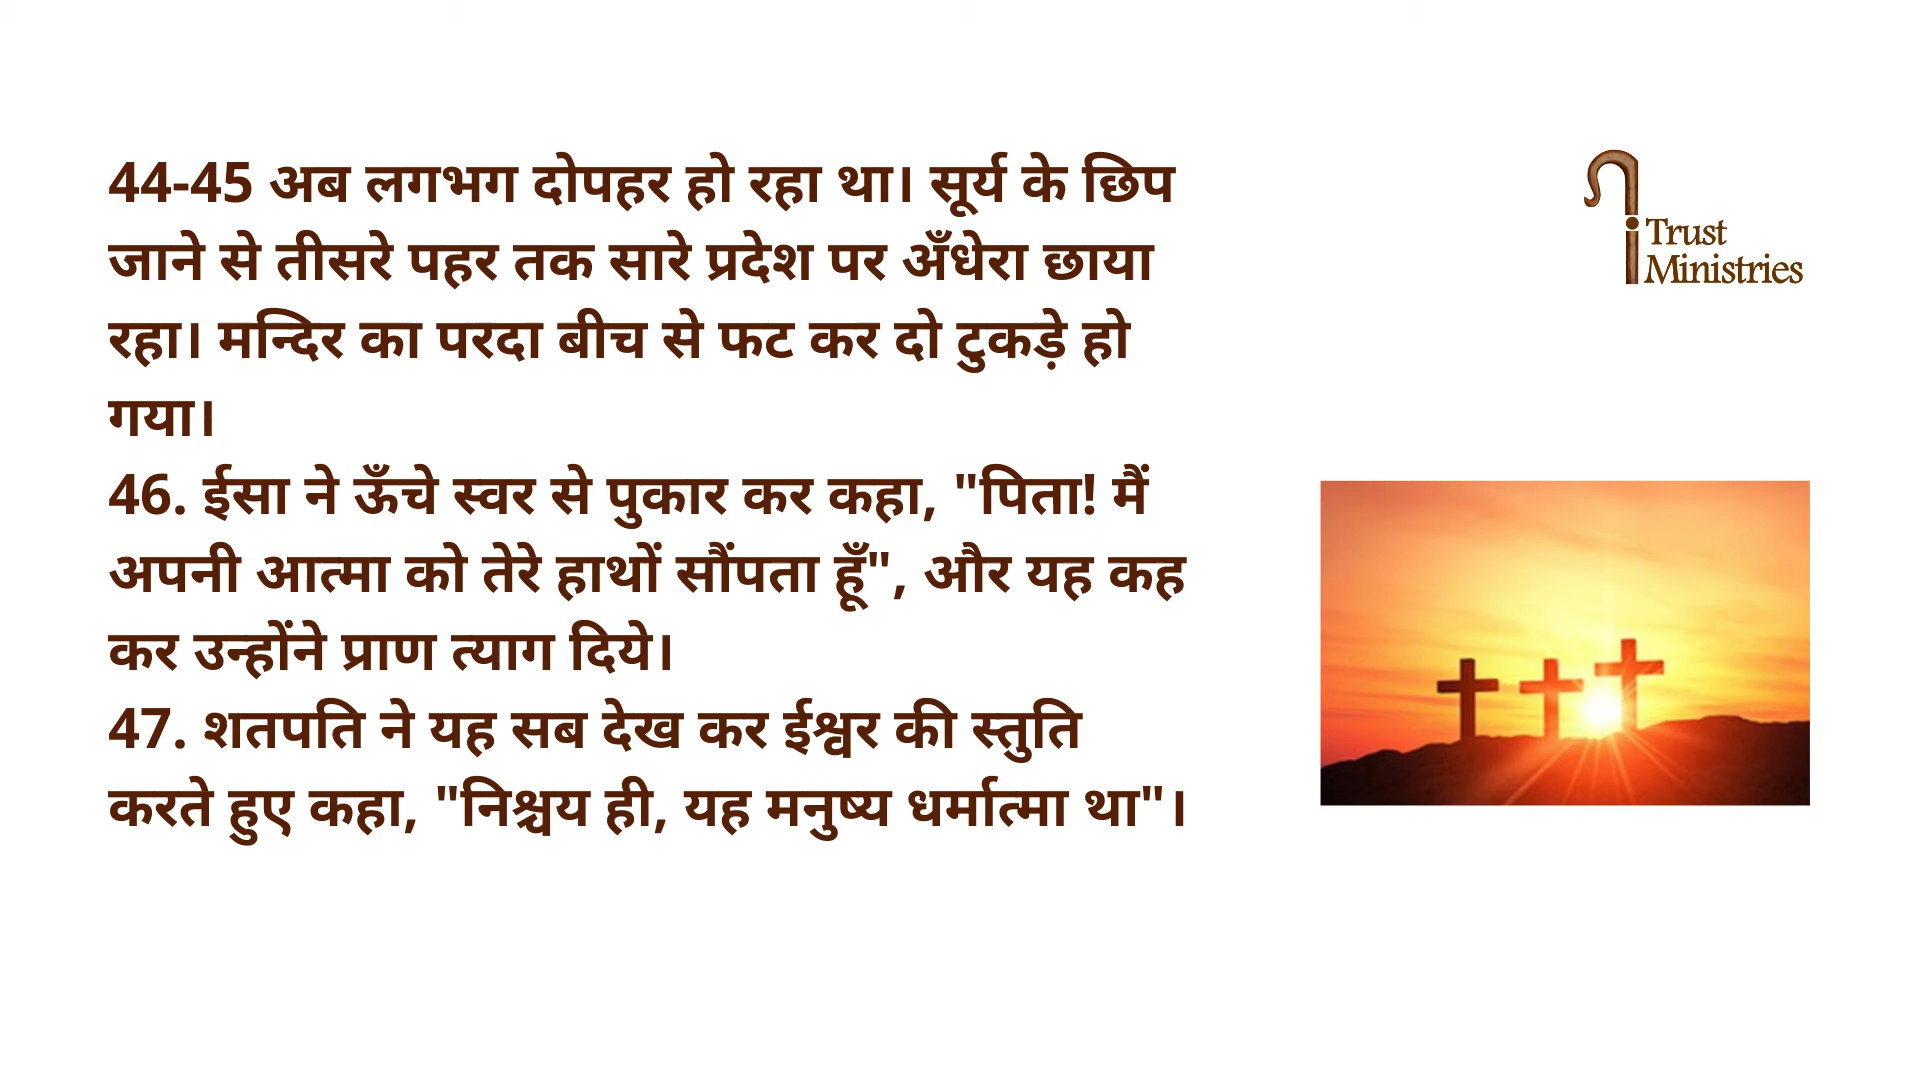 44-45 अब लगभग दोपहर हो रहा था। सूर्य के छिप
जाने से तीसरे पहर तक सारे प्रदेश पर अँधेरा छाया
रहा। मन्दिर का परदा बीच से फट कर दो टुकड़े हो
गया।
46. ईसा ने ऊँचे स्वर से पुकार कर कहा, "पिता! मैं
अपनी आत्मा को तेरे हाथों सौंपता हूँ", और यह कह
कर उन्होंने प्राण त्याग दिये।
47. शतपति ने यह सब देख कर ईश्वर की स्तुति
करते हुए कहा, "निश्चय ही, यह मनुष्य धर्मात्मा था"।
i Trust
Ministries